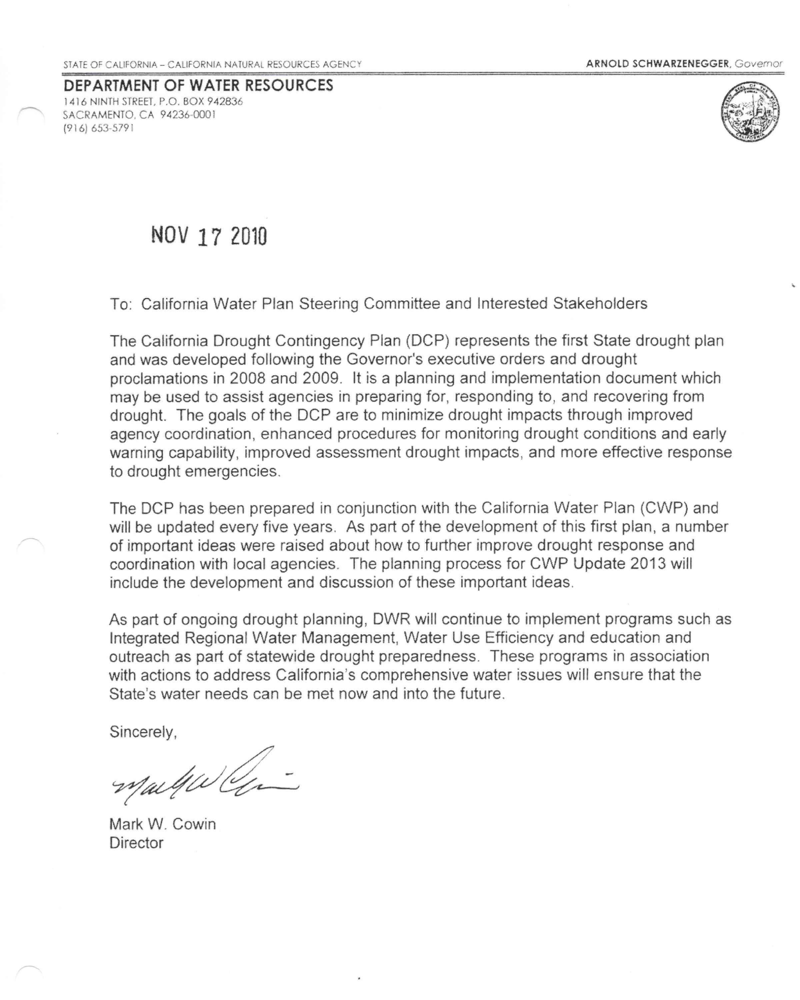 STATE OF CALIFORNIA – CALIFORNIA NATURAL RESOURCES AGENCY
ARNOLD SCHWARZENEGGER, Governor
DEPARTMENT OF WATER RESOURCES
1416 NINTH STREET, P.O. BOX 942836
SACRAMENTO, CA 94236-0001
(916) 653-5791
NOV 17 2010
To: California Water Plan Steering Committee and Interested Stakeholders
The California Drought Contingency Plan (DCP) represents the first State drought plan
and was developed following the Governor's executive orders and drought
proclamations in 2008 and 2009. It is a planning and implementation document which
may be used to assist agencies in preparing for, responding to, and recovering from
drought. The goals of the DCP are to minimize drought impacts through improved
agency coordination, enhanced procedures for monitoring drought conditions and early
warning capability, improved assessment drought impacts, and more effective response
to drought emergencies.
The DCP has been prepared in conjunction with the California Water Plan (CWP) and
will be updated every five years. As part of the development of this first plan, a number
of important ideas were raised about how to further improve drought response and
coordination with local agencies. The planning process for CWP Update 2013 will
include the development and discussion of these important ideas.
As part of ongoing drought planning, DWR will continue to implement programs such as
Integrated Regional Water Management, Water Use Efficiency and education and
outreach as part of statewide drought preparedness. These programs in association
with actions to address California's comprehensive water issues will ensure that the
State's water needs can be met now and into the future.
Sincerely,
Mark W. Cowin
Director